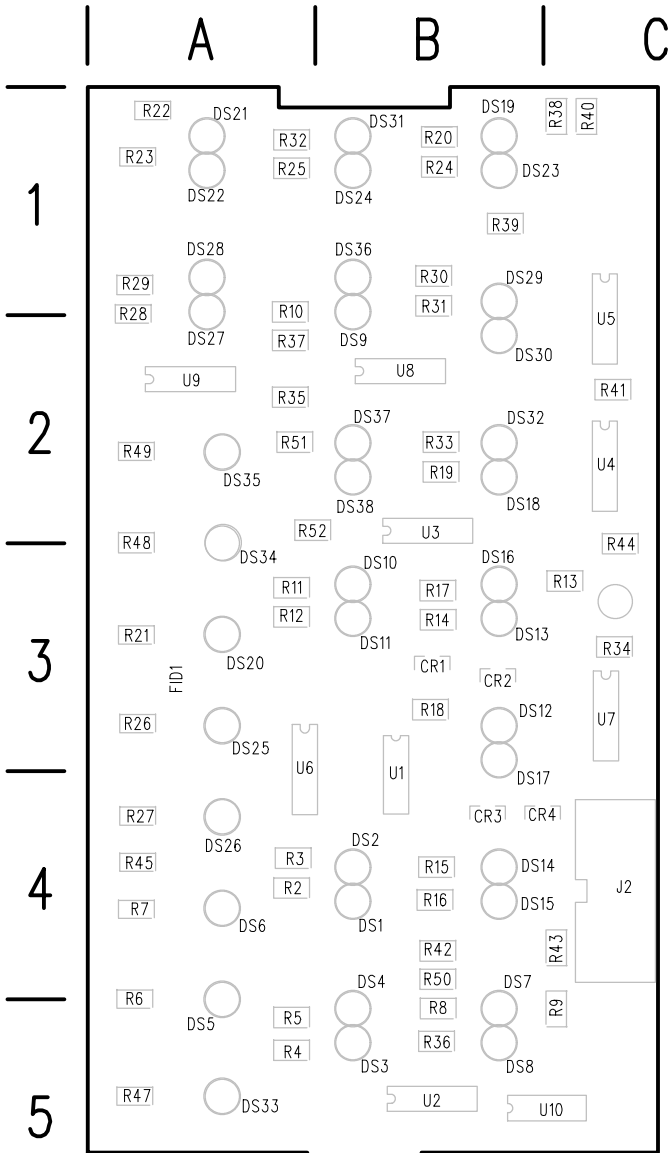 A B C
R22 DS21 DS31 DS19 R38 R40
R32 R20
R23 R25 R24 DS23
DS22 DS24
1
R39
DS28 DS36
R29 R30 DS29
R28 R10 R31 U5
DS27 R37 DS9 DS30
U9 U8
R35 R41
DS37 DS32
2
R49 R51 R33
DS35 R19 U4
DS38 DS18
R52 U3
R48 DS34 R44
DS10 DS16
R11 R17 R13
R12 R14
R21 DS11 DS13
R34
3
DS20 CR1
FID1 CR2
R18 DS12
R26 U7
DS25
U6 U1 DS17
R27 CR3 CR4
DS26 DS2
R45 R3 R15 DS14
4
R2 R16 DS15 J2
R7 DS6 DS1
R42 R43
R50
DS4 DS7
R6 R8 R9
DS5 R5
R4 R36
DS3 DS8
R47 DS33 U2 U10
5